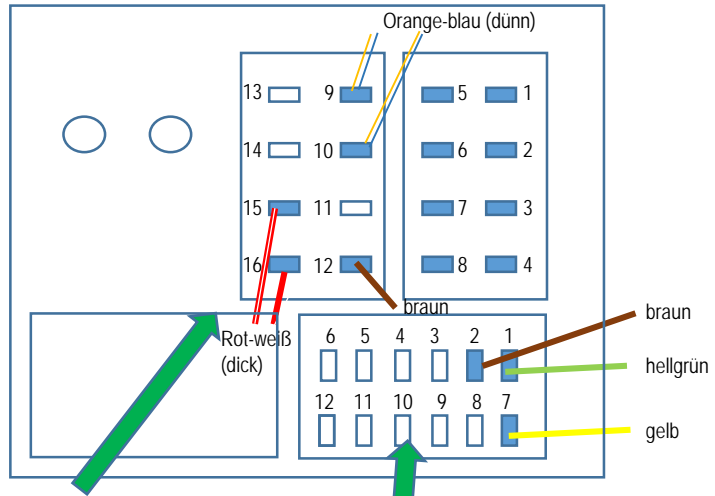 Orange-blau (dünn)
13 9 5 1
14 10 6 2
15 11 7 3
16 12 8 4
braun
braun
Rot-weiß
(dick)
6 5 4 3 2 1
hellgrün
12 11 10 9 8 7
gelb